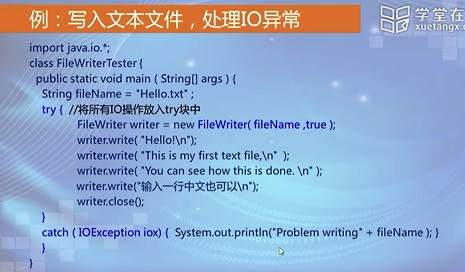 例：写入文本文件，处理IO异常
学堂在
xuetangx.
import java.io.*;
class FileWriterTester {
public static void main ( String[] args ) {
String fileName = "Hello.txt" ;
try { //将所有IO操作放入try块中
FileWriter writer = new FileWriter( fileName ,true );
writer.write( "Hello!\n");
writer.write( "This is my first text file,\n" );
writer.write( "You can see how this is done. \n" );
writer.write("输入一行中文也可以\n");
writer.close();
}
catch ( IOException iox) { System.out.println("Problem writing" + fileName ); }
}
}